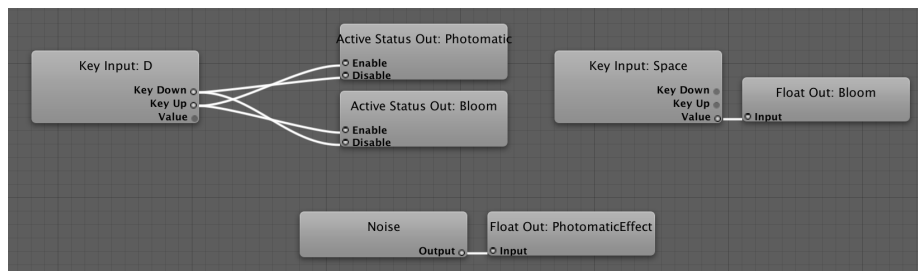 Key Input: D
Key Down
Key Up
Value
Active Status Out: Photomatic
Enable
Disable
Active Status Out: Bloom
Enable
Disable
Key Input: Space
Key Down
Key Up
Value
Float Out: Bloom
Input
Noise
Output
Float Out: PhotomaticEffect
Input